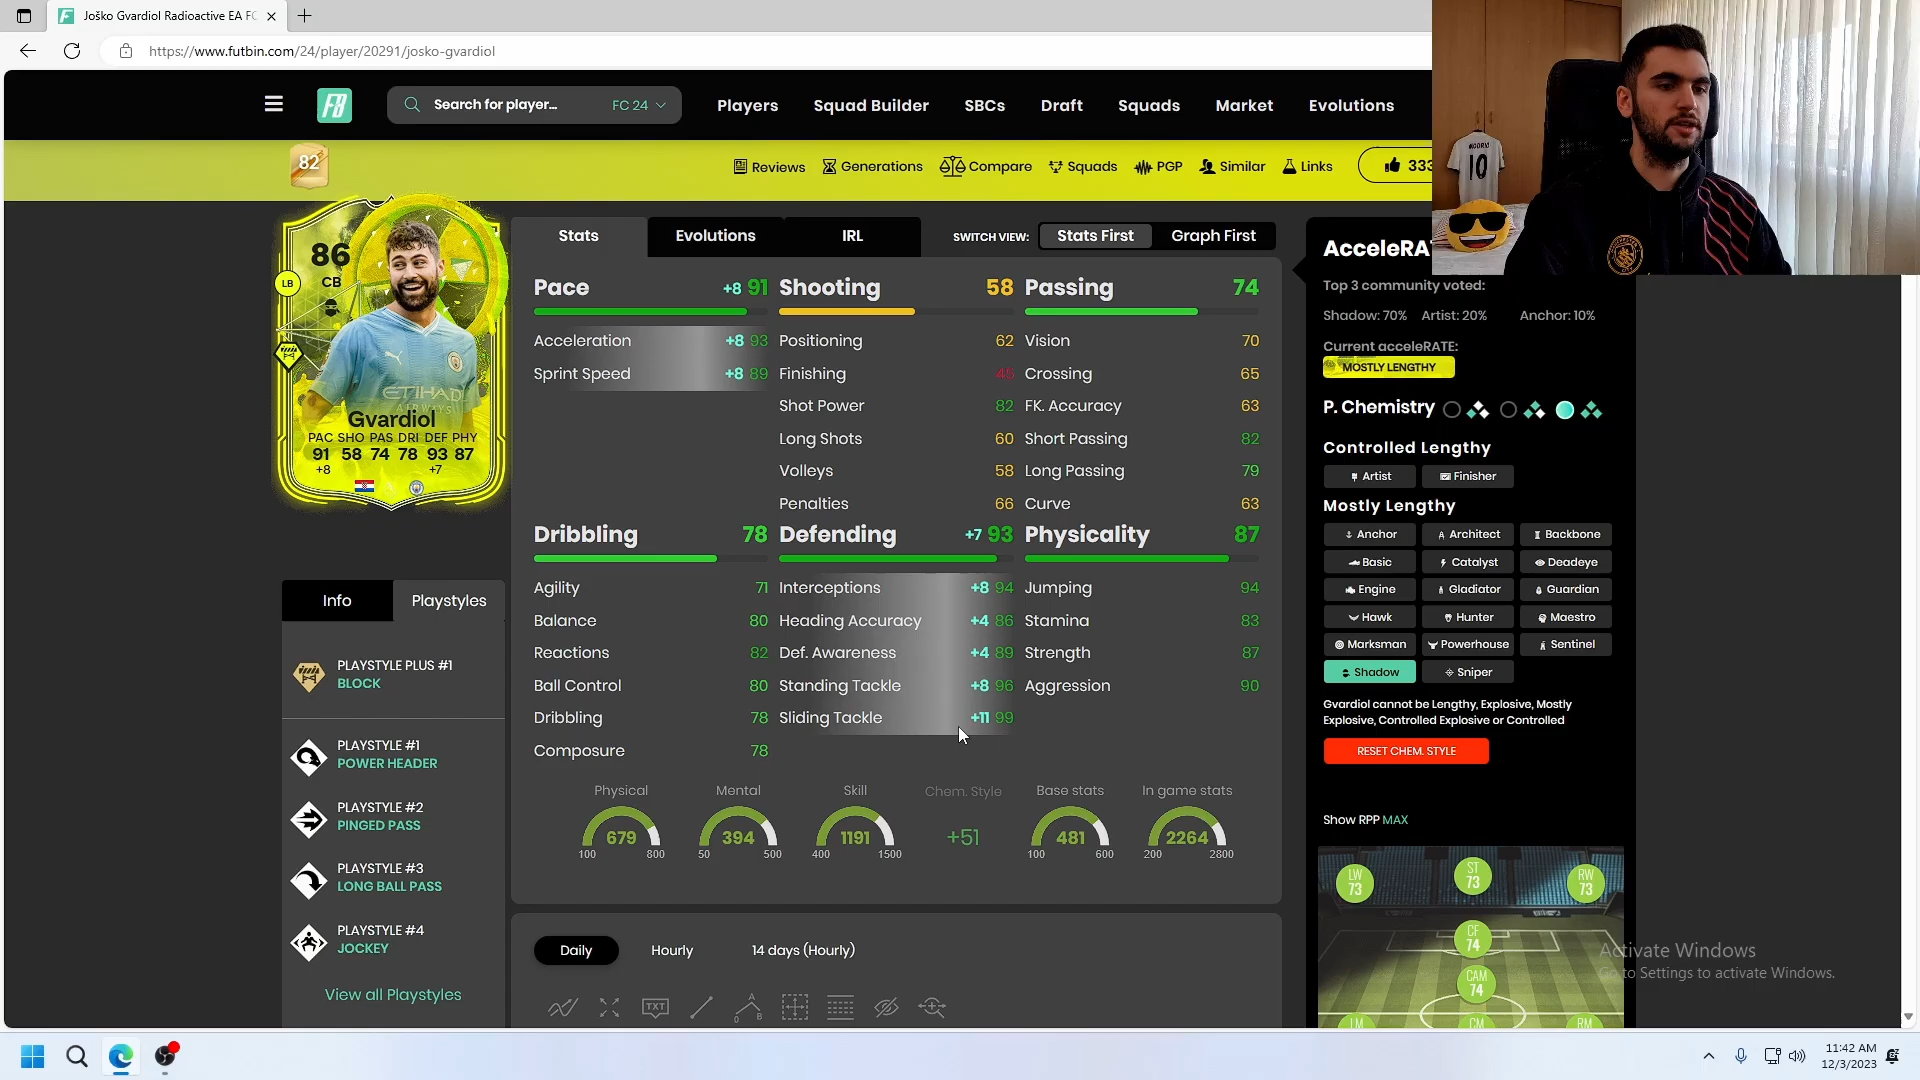 Joško Gvardiol Radioactive EA FC
https://www.futbin.com/24/player/20291/josko-gvardiol
Search for player...
FC 24
Players
Squad Builder
SBCs
Draft
Squads
Market
Evolutions
82
Reviews
Generations
Compare
Squads
PGP
Similar
Links
333
MODRIĆ
10
86
CB
LB
ETIHAD
AIRWAYS
Gvardiol
PAC SHO PAS DRI DEF PHY
91 58 74 78 93 87
+8 +7
Stats
Evolutions
IRL
SWITCH VIEW:
Stats First
Graph First
Pace +8 91
Acceleration +8 93
Sprint Speed +8 89
Shooting 58
Positioning 62
Finishing 45
Shot Power 82
Long Shots 60
Volleys 58
Penalties 66
Passing 74
Vision 70
Crossing 65
FK. Accuracy 63
Short Passing 82
Long Passing 79
Curve 63
Dribbling 78
Agility 71
Balance 80
Reactions 82
Ball Control 80
Dribbling 78
Composure 78
Defending +7 93
Interceptions +8 94
Heading Accuracy +4 86
Def. Awareness +4 89
Standing Tackle +8 96
Sliding Tackle +11 99
Physicality 87
Jumping 94
Stamina 83
Strength 87
Aggression 90
Physical
679
100 800
Mental
394
50 500
Skill
1191
400 1500
Chem. Style
+51
Base stats
481
100 600
In game stats
2264
200 2800
Info
Playstyles
PLAYSTYLE PLUS #1
BLOCK
PLAYSTYLE #1
POWER HEADER
PLAYSTYLE #2
PINGED PASS
PLAYSTYLE #3
LONG BALL PASS
PLAYSTYLE #4
JOCKEY
View all Playstyles
Daily
Hourly
14 days (Hourly)
TXT
A
0 B
AcceleRA
Top 3 community voted:
Shadow: 70% Artist: 20% Anchor: 10%
Current acceleRATE:
MOSTLY LENGTHY
P. Chemistry
Controlled Lengthy
Artist
Finisher
Mostly Lengthy
Anchor
Architect
Backbone
Basic
Catalyst
Deadeye
Engine
Gladiator
Guardian
Hawk
Hunter
Maestro
Marksman
Powerhouse
Sentinel
Shadow
Sniper
Gvardiol cannot be Lengthy, Explosive, Mostly
Explosive, Controlled Explosive or Controlled
RESET CHEM. STYLE
Show RPP MAX
LW
73
ST
73
RW
73
CF
74
CAM
74
LM
CM
RM
Activate Windows
Go to Settings to activate Windows.
11:42 AM
12/3/2023